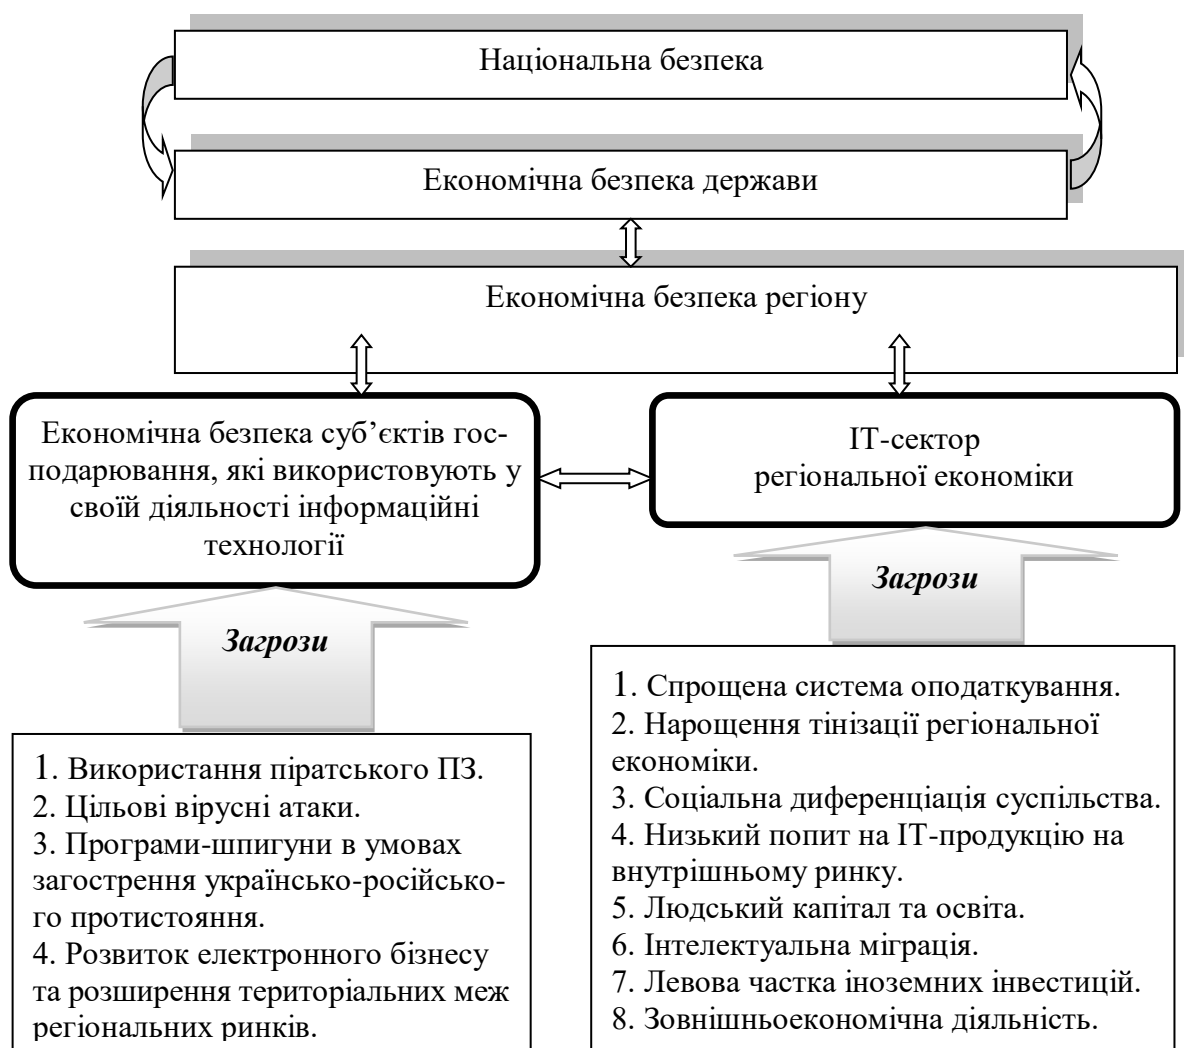 Національна безпека
Економічна безпека держави
Економічна безпека регіону
Економічна безпека суб’єктів гос-
подарювання, які використовують у
своїй діяльності інформаційні
технології
ІТ-сектор
регіональної економіки
Загрози
Загрози
1. Використання піратського ПЗ.
2. Цільові вірусні атаки.
3. Програми-шпигуни в умовах
загострення українсько-російсько-
го протистояння.
4. Розвиток електронного бізнесу
та розширення територіальних меж
регіональних ринків.
1. Спрощена система оподаткування.
2. Нарощення тінізації регіональної
економіки.
3. Соціальна диференціація суспільства.
4. Низький попит на ІТ-продукцію на
внутрішньому ринку.
5. Людський капітал та освіта.
6. Інтелектуальна міграція.
7. Левова частка іноземних інвестицій.
8. Зовнішньоекономічна діяльність.